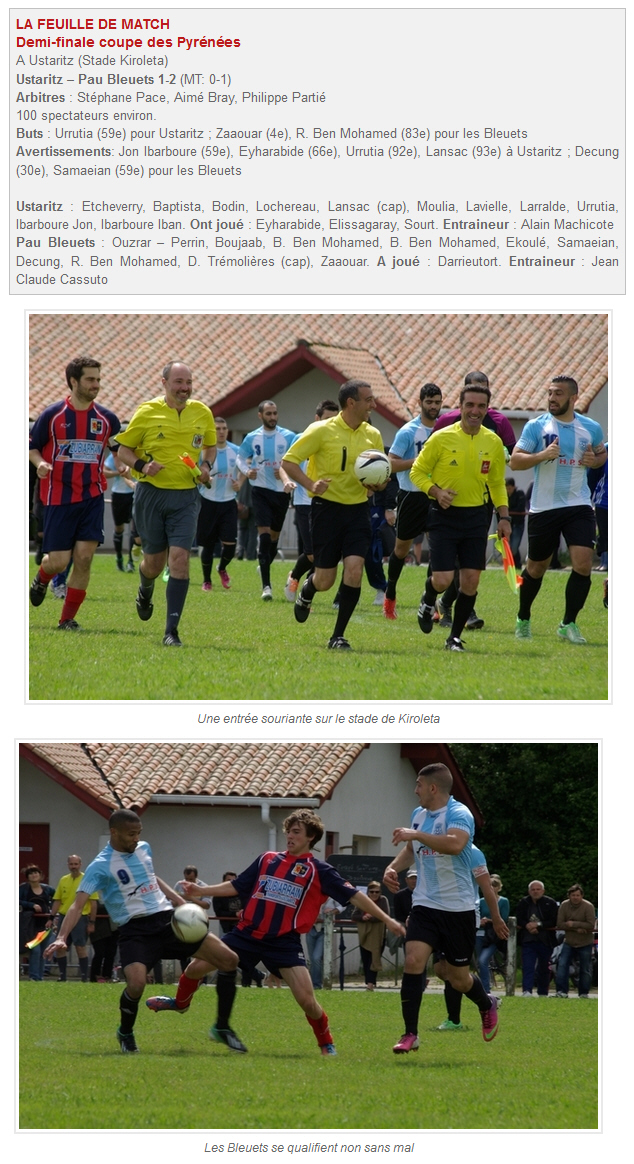 LA FEUILLE DE MATCH
Demi-finale coupe des Pyrénées
A Ustaritz (Stade Kiroleta)
Ustaritz – Pau Bleuets 1-2 (MT: 0-1)
Arbitres : Stéphane Pace, Aimé Bray, Philippe Partié
100 spectateurs environ.
Buts : Urrutia (59e) pour Ustaritz ; Zaaouar (4e), R. Ben Mohamed (83e) pour les Bleuets
Avertissements: Jon Ibarboure (59e), Eyharabide (66e), Urrutia (92e), Lansac (93e) à Ustaritz ; Decung
(30e), Samaeian (59e) pour les Bleuets
Ustaritz : Etcheverry, Baptista, Bodin, Lochereau, Lansac (cap), Moulia, Lavielle, Larralde, Urrutia,
Ibarboure Jon, Ibarboure Iban. Ont joué : Eyharabide, Elissagaray, Sourt. Entraineur : Alain Machicote
Pau Bleuets : Ouzrar – Perrin, Boujaab, B. Ben Mohamed, B. Ben Mohamed, Ekoulé, Samaeian,
Decung, R. Ben Mohamed, D. Trémolières (cap), Zaaouar. A joué : Darrieutort. Entraineur : Jean
Claude Cassuto
ZUBIARRAIN
H.P.S
Une entrée souriante sur le stade de Kiroleta
9
H.P
ZUBIARRAIN
H.P.
Les Bleuets se qualifient non sans mal